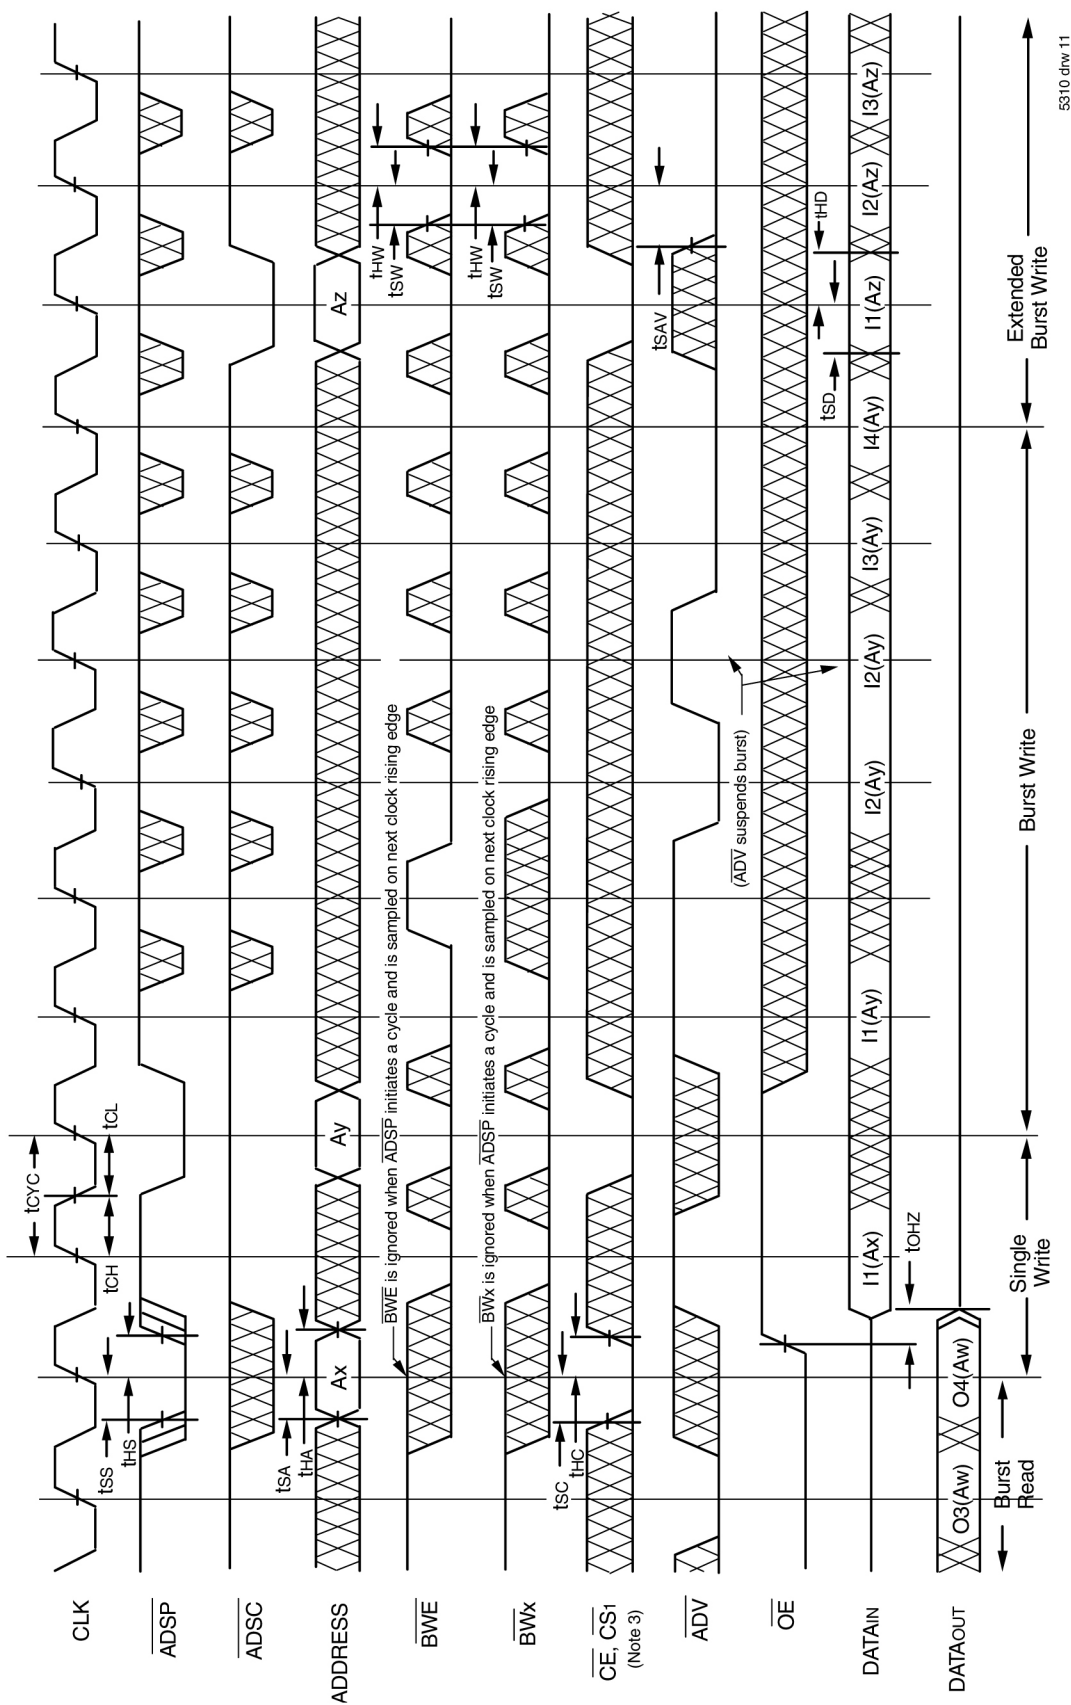 CLK
tCYC
tCH
tCL
ADSP
tSS
tHS
ADSC
ADDRESS
Ax
Ay
Az
tSA
tHA
BWE
BWE is ignored when ADSP initiates a cycle and is sampled on next clock rising edge
tHW
tSW
BWx
BWx is ignored when ADSP initiates a cycle and is sampled on next clock rising edge
tHW
tSW
CE, CS1
(Note 3)
tSC
tHC
ADV
tSAV
(ADV suspends burst)
OE
DATAIN
I1(Ax)
I1(Ay)
I2(Ay)
I2(Ay)
I3(Ay)
I4(Ay)
I1(Az)
I2(Az)
I3(Az)
tSD
tHD
tOHZ
DATAOUT
O3(Aw)
O4(Aw)
Burst
Read
Single
Write
Burst Write
Extended
Burst Write
5310 drw 11